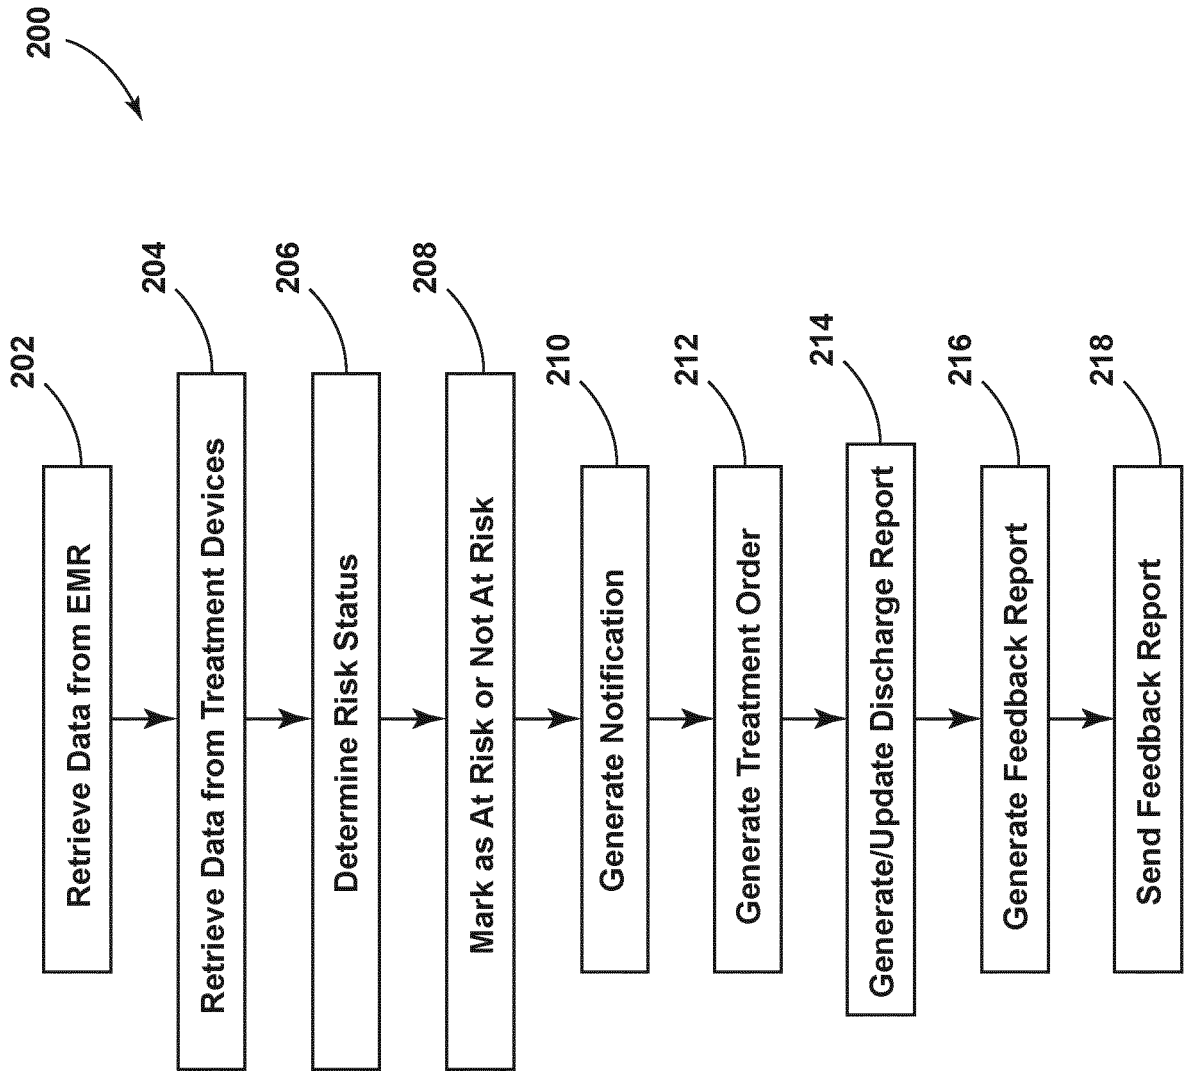 200
202
Retrieve Data from EMR
204
Retrieve Data from Treatment Devices
206
Determine Risk Status
208
Mark as At Risk or Not At Risk
210
Generate Notification
212
Generate Treatment Order
214
Generate/Update Discharge Report
216
Generate Feedback Report
218
Send Feedback Report